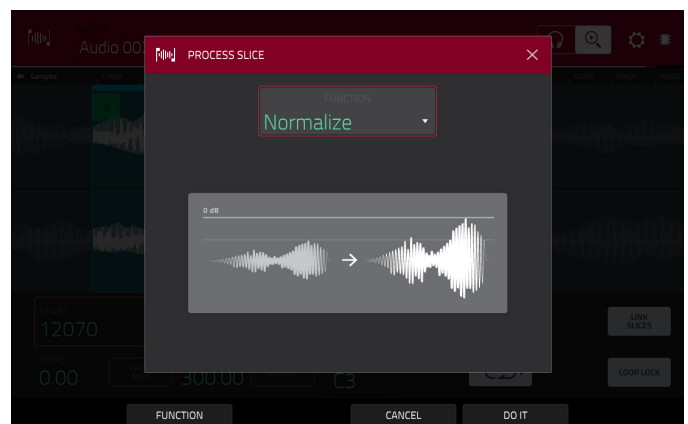 Audio 002
PROCESS SLICE
Samples
FUNCTION
Normalize
0 dB
START
12070
LINK
SLICES
TUNE
0.00
300.00
C3
LOOP LOCK
FUNCTION
CANCEL
DO IT